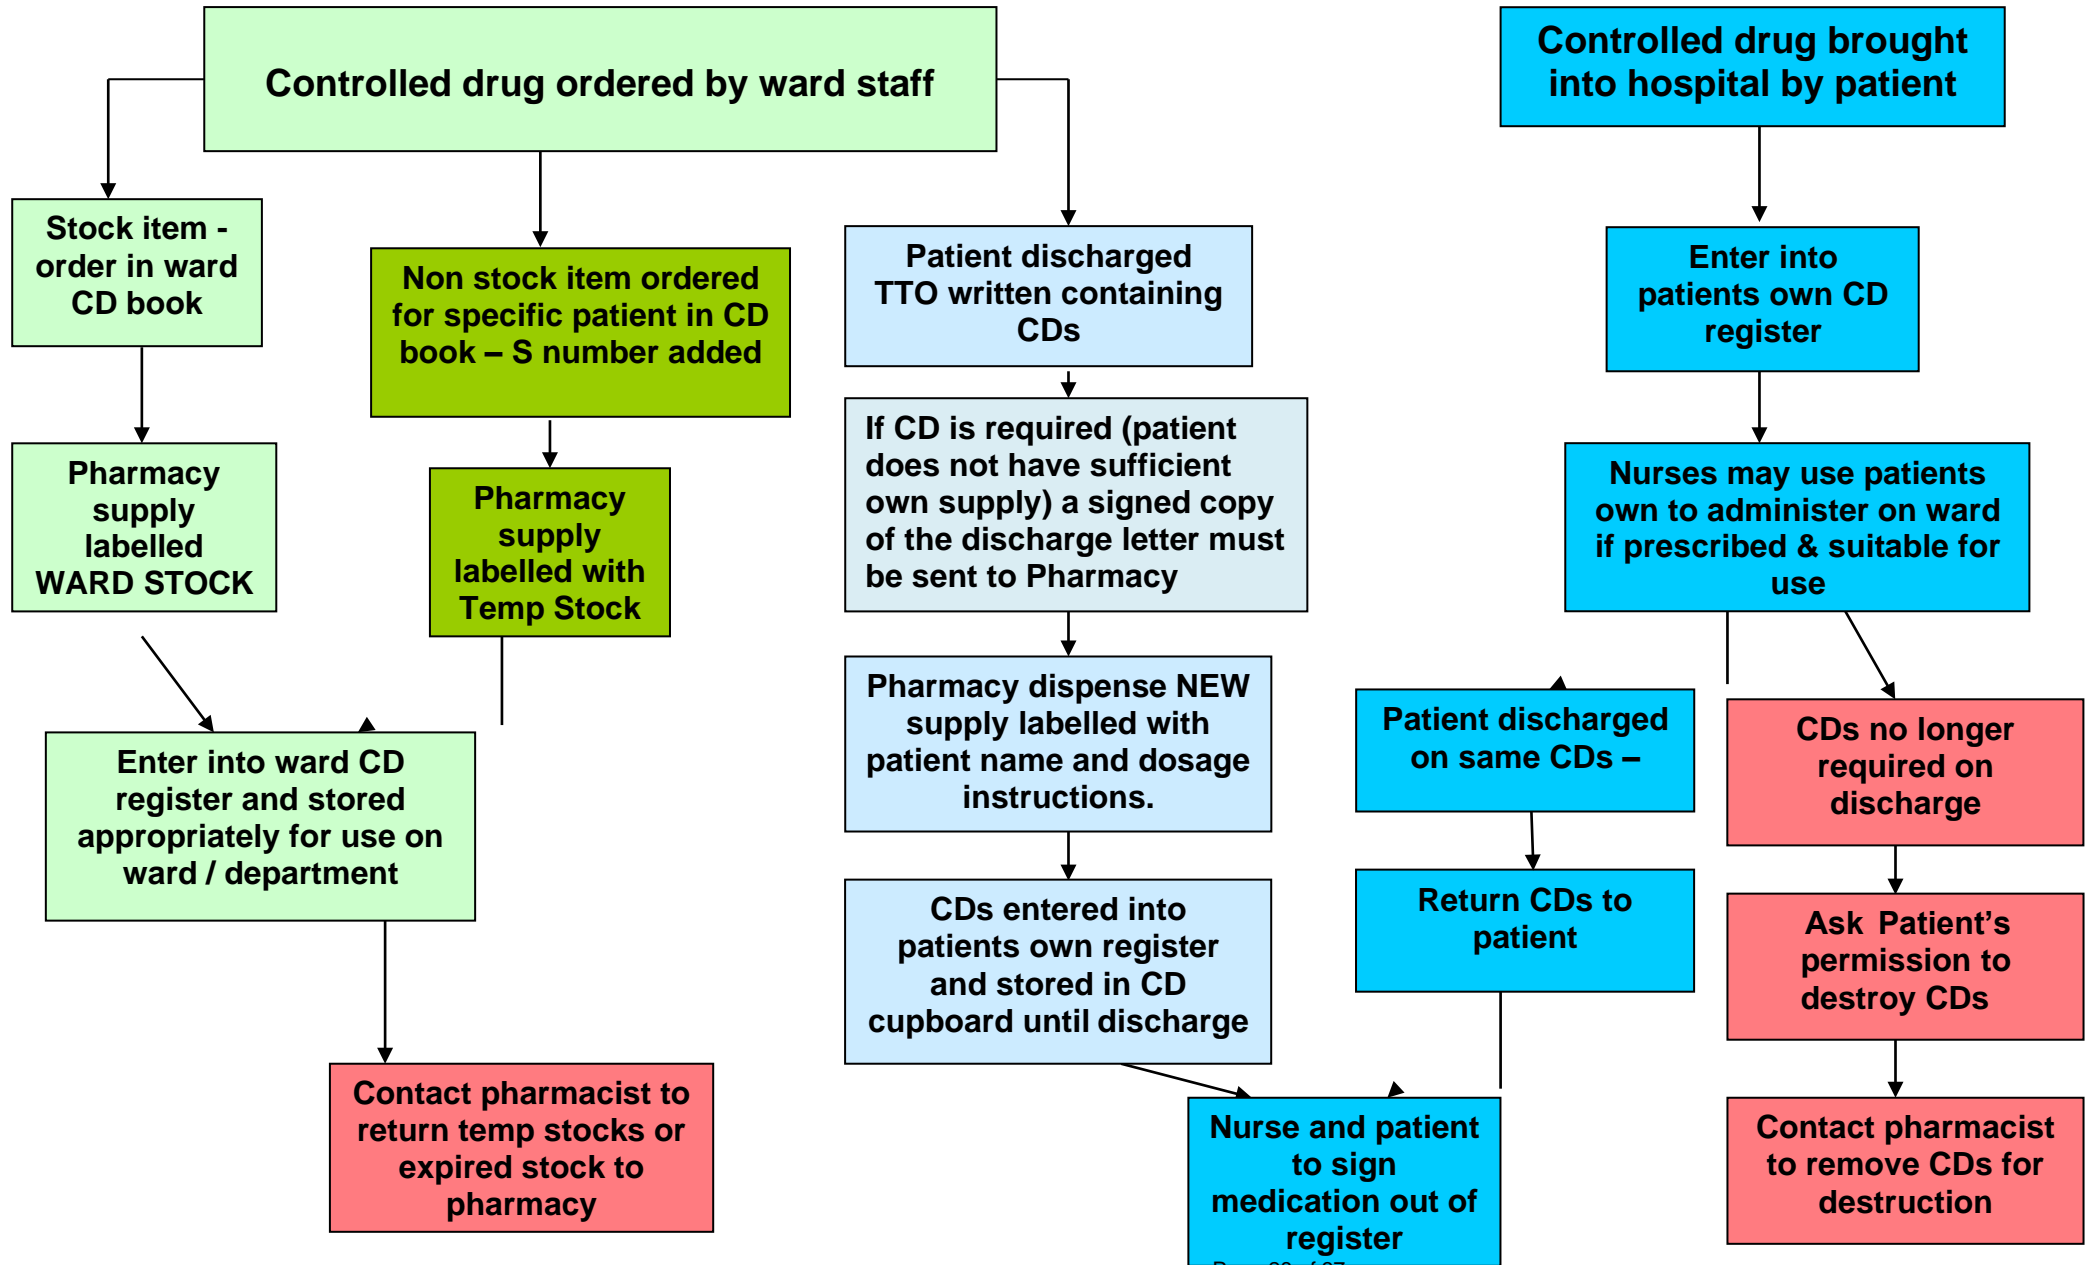 Controlled drug ordered by ward staff
Stock item -
order in ward
CD book
Pharmacy
supply
labelled
WARD STOCK
Non stock item ordered
for specific patient in CD
book – S number added
Pharmacy
supply
labelled with
Temp Stock
Enter into ward CD
register and stored
appropriately for use on
ward / department
Contact pharmacist to
return temp stocks or
expired stock to
pharmacy
Patient discharged
TTO written containing
CDs
If CD is required (patient
does not have sufficient
own supply) a signed copy
of the discharge letter must
be sent to Pharmacy
Pharmacy dispense NEW
supply labelled with
patient name and dosage
instructions.
CDs entered into
patients own register
and stored in CD
cupboard until discharge
Controlled drug brought
into hospital by patient
Enter into
patients own CD
register
Nurses may use patients
own to administer on ward
if prescribed & suitable for
use
Patient discharged
on same CDs –
Return CDs to
patient
Nurse and patient
to sign
medication out of
register
CDs no longer
required on
discharge
Ask Patient’s
permission to
destroy CDs
Contact pharmacist
to remove CDs for
destruction